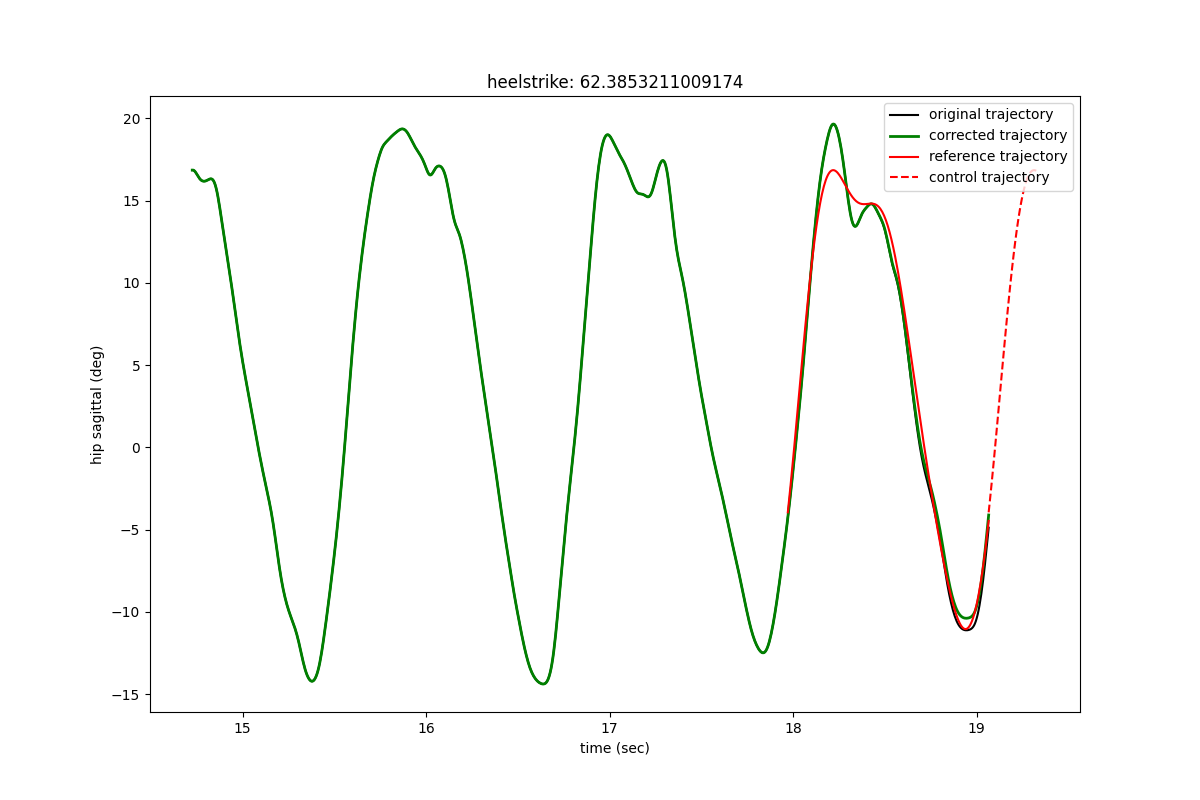 heelstrike: 62.3853211009174
original trajectory
corrected trajectory
reference trajectory
control trajectory
hip sagittal (deg)
20
15
10
5
0
−5
−10
−15
15 16 17 18 19
time (sec)